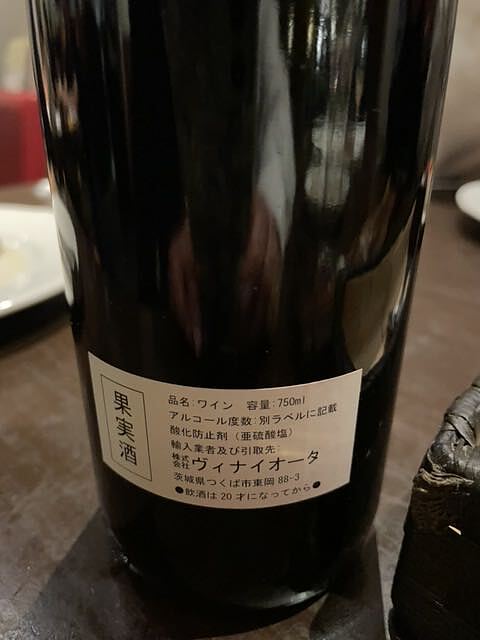 果実酒
品名:ワイン 容量:750ml
アルコール度数:別ラベルに記載
酸化防止剤(亜硫酸塩)
輸入業者及び引取先
株式会社 ヴィナイオータ
茨城県つくば市東岡 88-3
●飲酒は 20 才になってから●